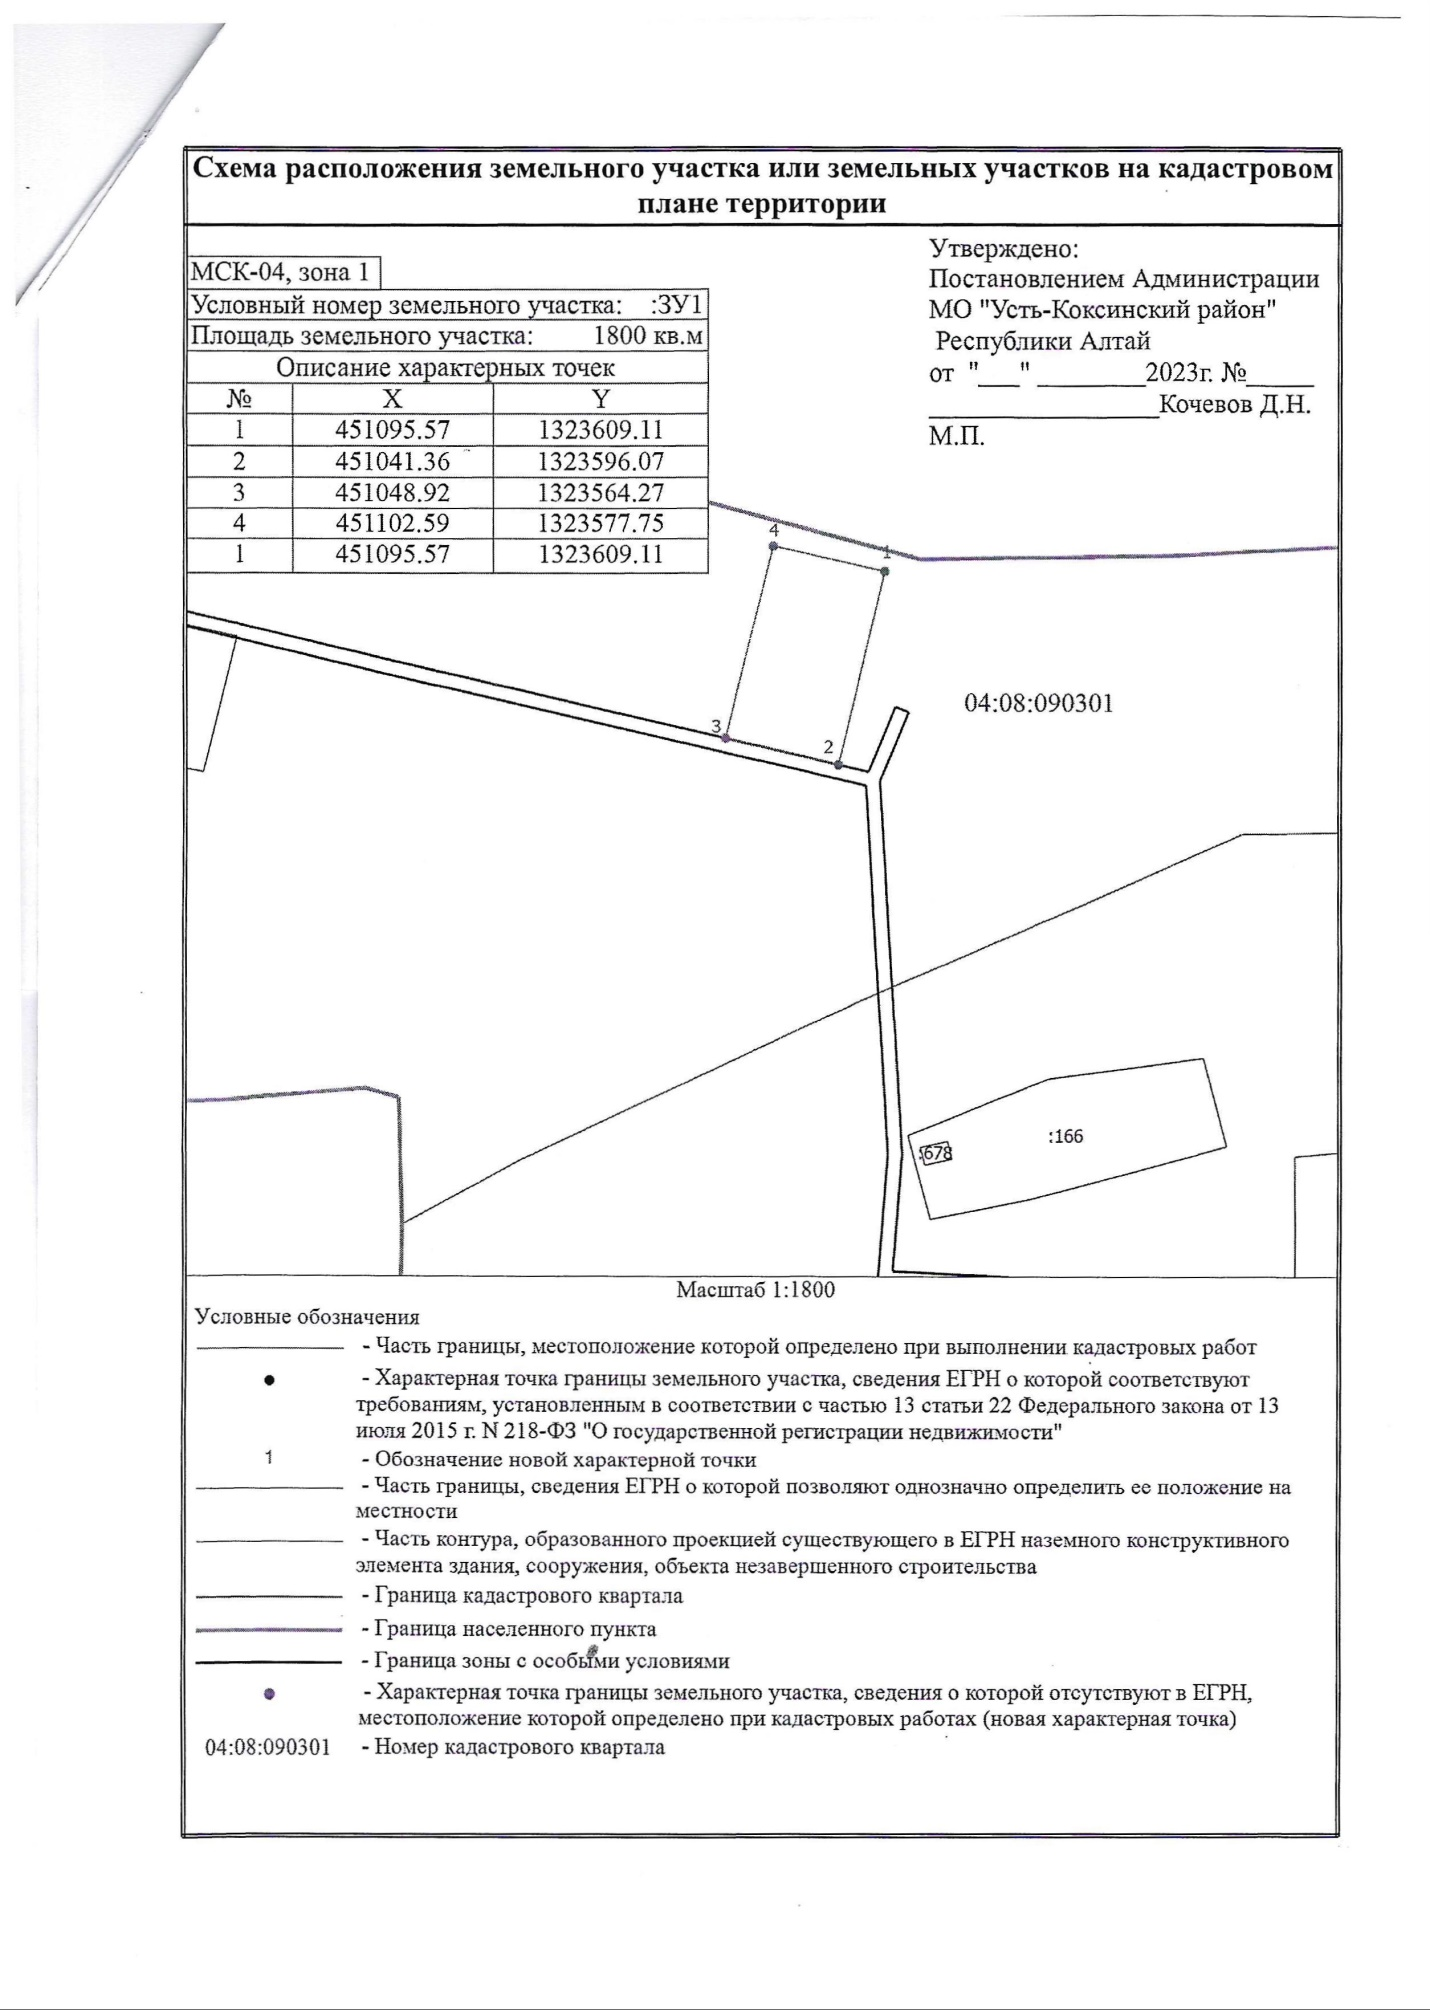 Схема расположения земельного участка или земельных участков на кадастровом
плане территории
МСК-04, зона 1
Условный номер земельного участка: :ЗУ1
Площадь земельного участка: 1800 кв.м
Описание характерных точек
№ X Y
1 451095.57 1323609.11
2 451041.36 1323596.07
3 451048.92 1323564.27
4 451102.59 1323577.75
1 451095.57 1323609.11
Утверждено:
Постановлением Администрации
МО "Усть-Коксинский район"
Республики Алтай
от "___" ________2023г. №_____
_________________Кочевов Д.Н.
М.П.
4
1
3
2
04:08:090301
:166
:678
Масштаб 1:1800
Условные обозначения
- Часть границы, местоположение которой определено при выполнении кадастровых работ
- Характерная точка границы земельного участка, сведения ЕГРН о которой соответствуют
требованиям, установленным в соответствии с частью 13 статьи 22 Федерального закона от 13
июля 2015 г. N 218-ФЗ "О государственной регистрации недвижимости"
1 - Обозначение новой характерной точки
- Часть границы, сведения ЕГРН о которой позволяют однозначно определить ее положение на
местности
- Часть контура, образованного проекцией существующего в ЕГРН наземного конструктивного
элемента здания, сооружения, объекта незавершенного строительства
- Граница кадастрового квартала
- Граница населенного пункта
- Граница зоны с особыми условиями
- Характерная точка границы земельного участка, сведения о которой отсутствуют в ЕГРН,
местоположение которой определено при кадастровых работах (новая характерная точка)
04:08:090301 - Номер кадастрового квартала